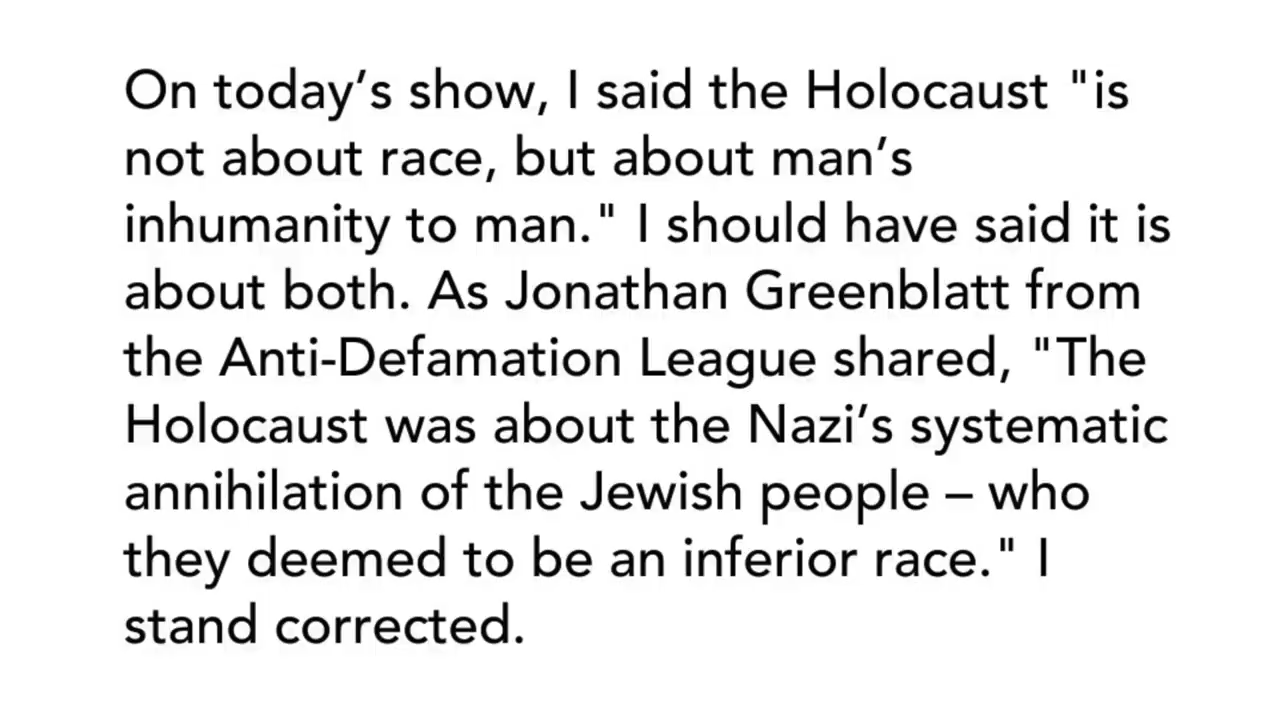 On today’s show, I said the Holocaust "is
not about race, but about man’s
inhumanity to man." I should have said it is
about both. As Jonathan Greenblatt from
the Anti-Defamation League shared, "The
Holocaust was about the Nazi’s systematic
annihilation of the Jewish people – who
they deemed to be an inferior race." I
stand corrected.